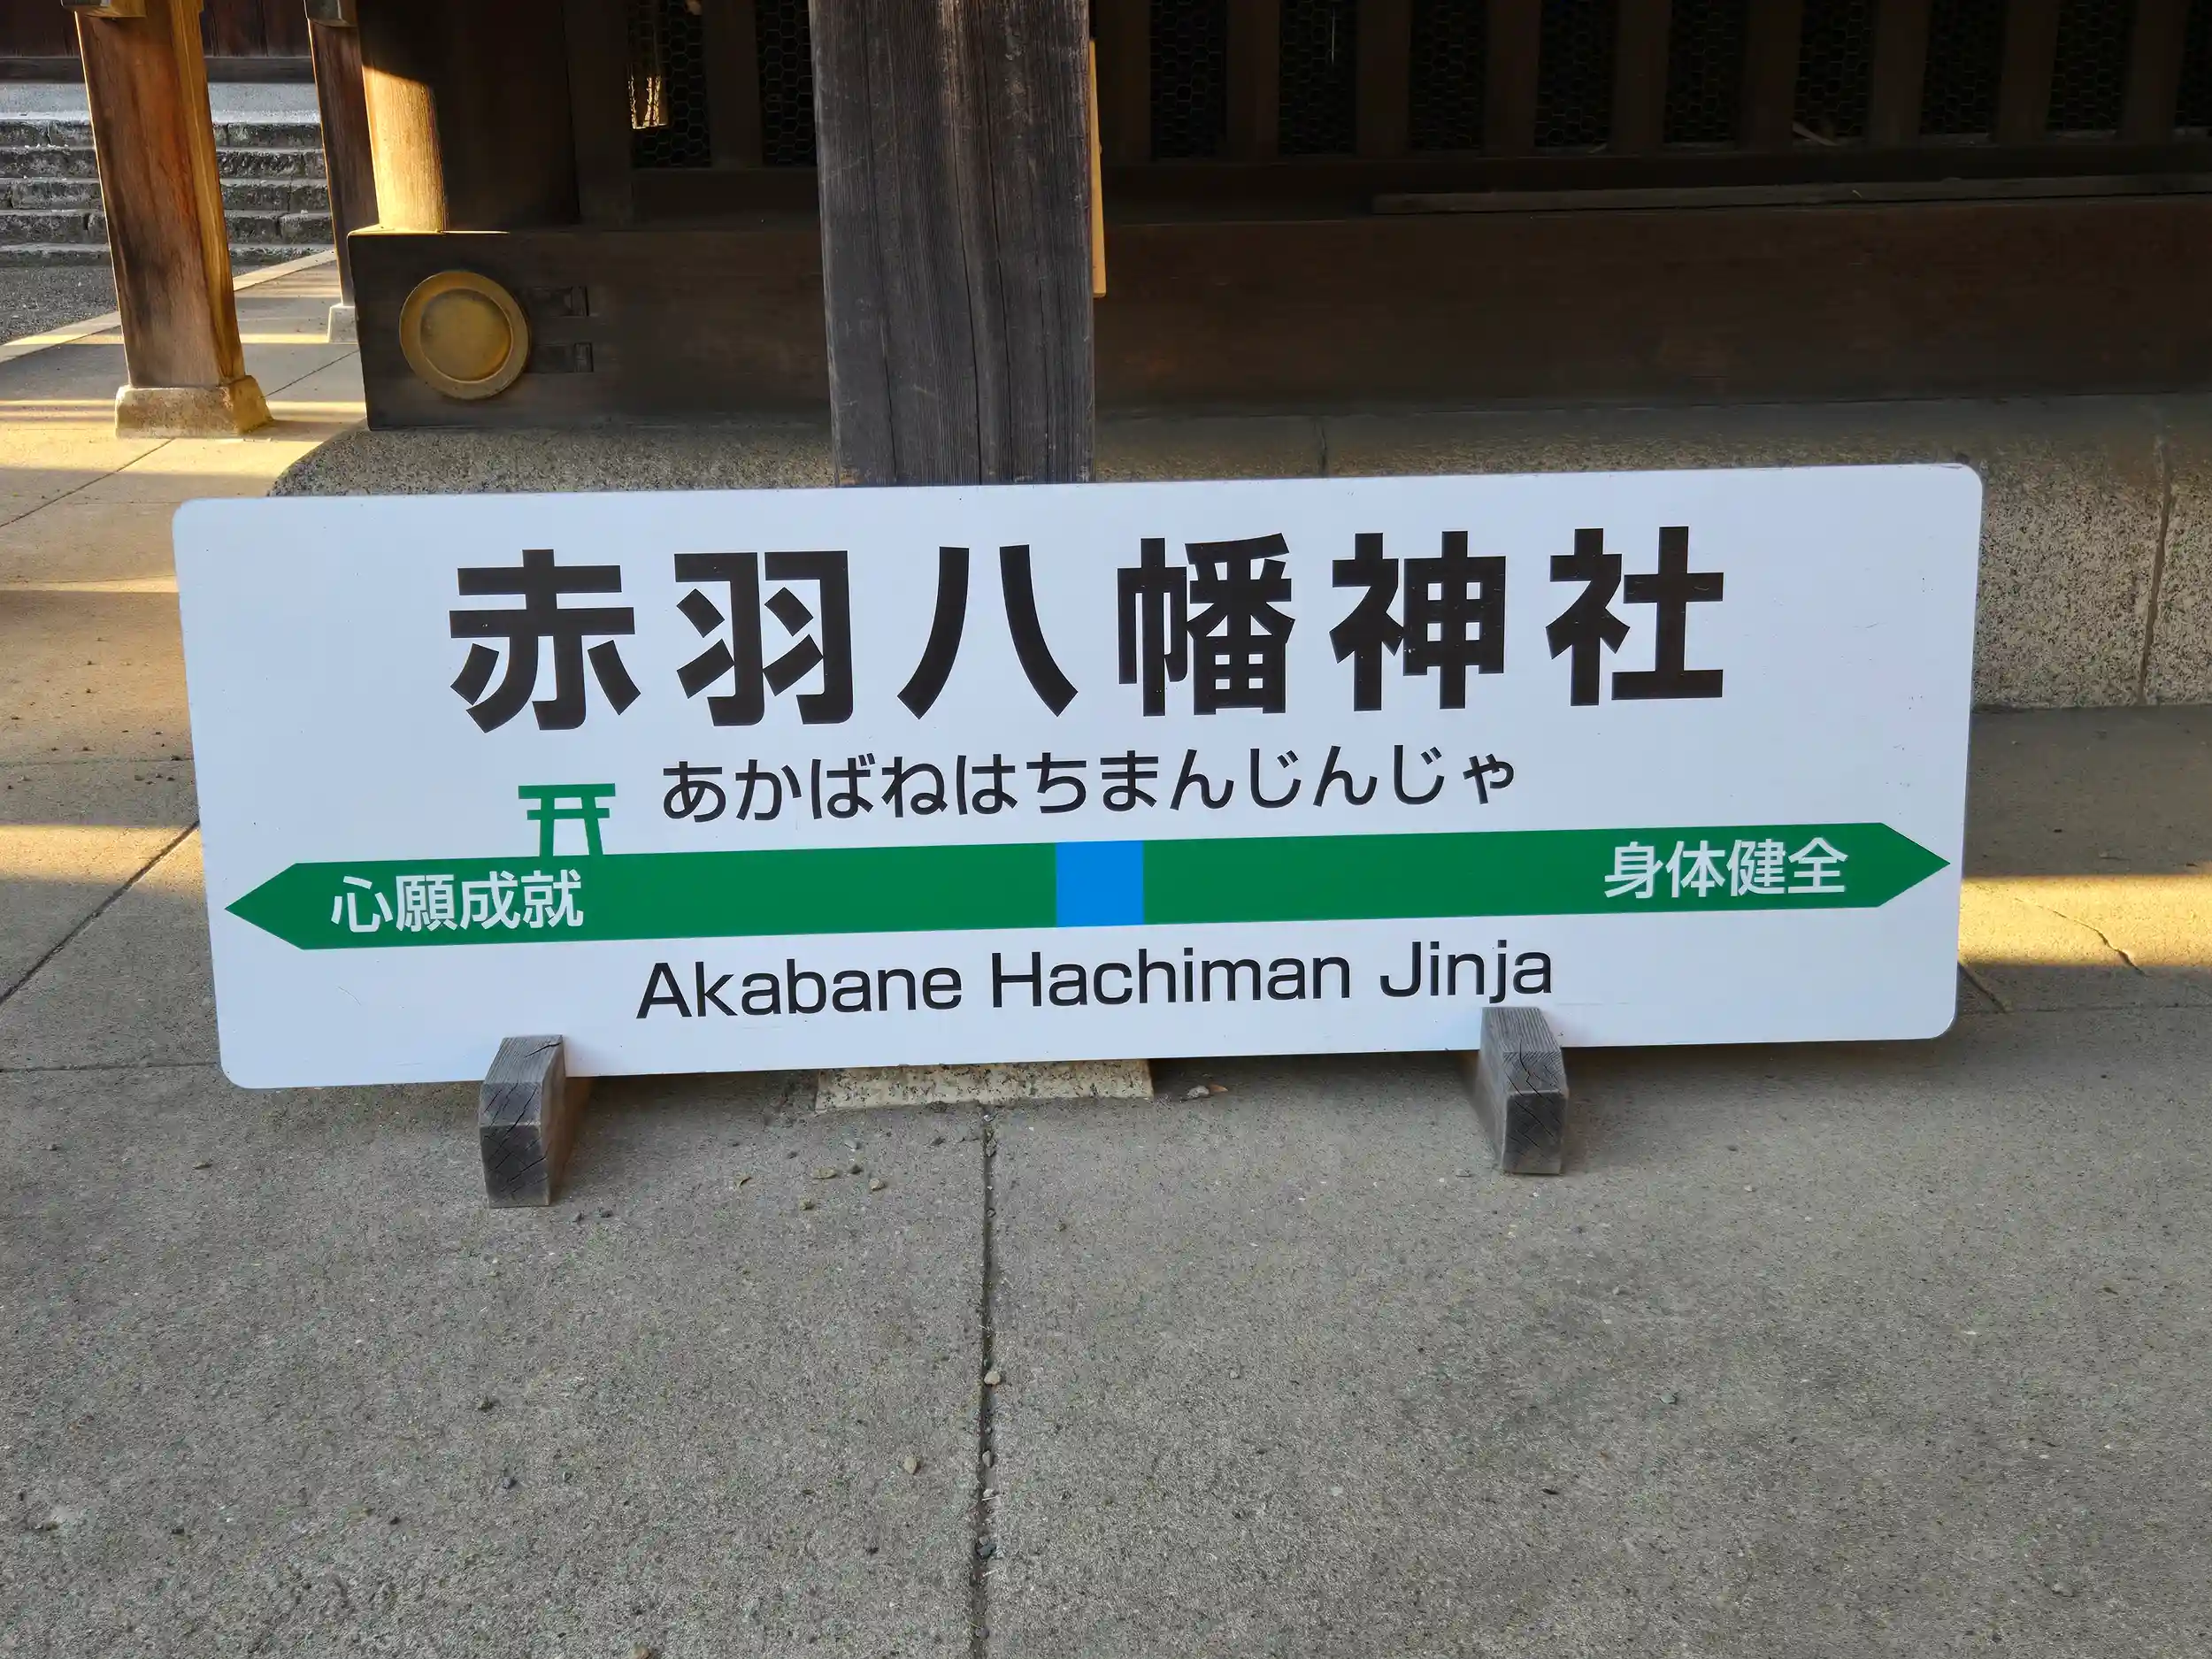 赤羽八幡神社
あかばねはちまんじんじゃ
心願成就
身体健全
Akabane Hachiman Jinja